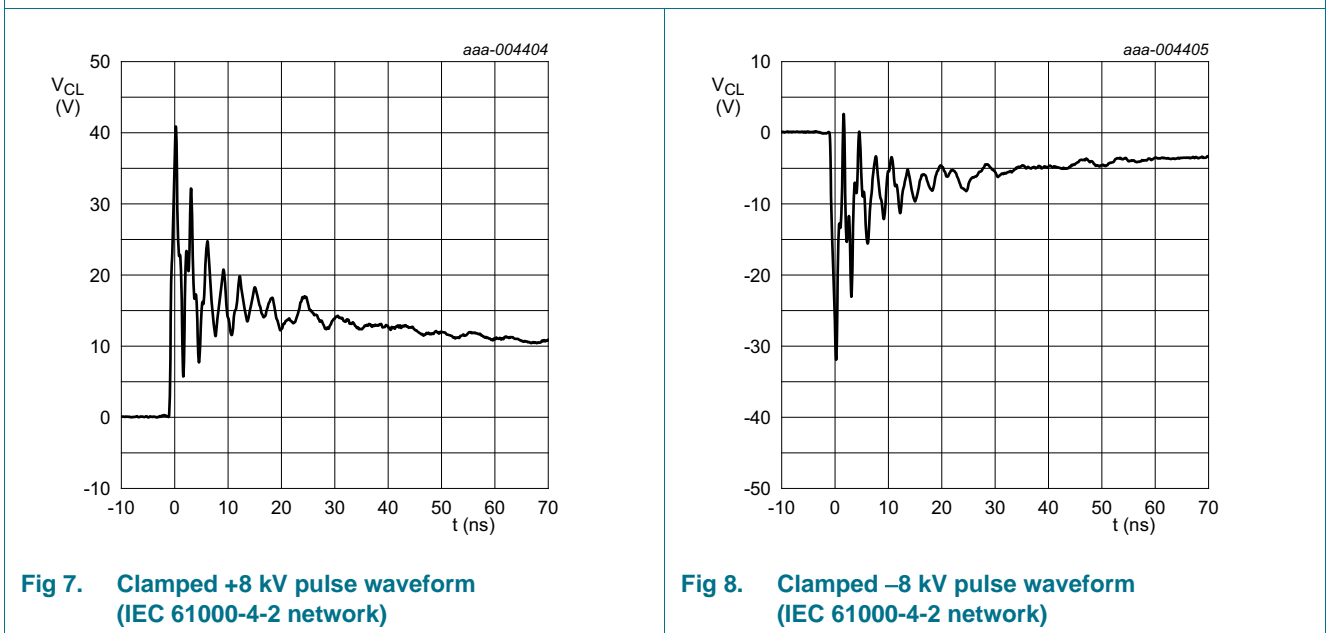 aaa-004404
V_CL
(V)
50
40
30
20
10
0
-10
-10 0 10 20 30 40 50 60 70
t (ns)
Fig 7. Clamped +8 kV pulse waveform
(IEC 61000-4-2 network)
aaa-004405
V_CL
(V)
10
0
-10
-20
-30
-40
-50
-10 0 10 20 30 40 50 60 70
t (ns)
Fig 8. Clamped −8 kV pulse waveform
(IEC 61000-4-2 network)